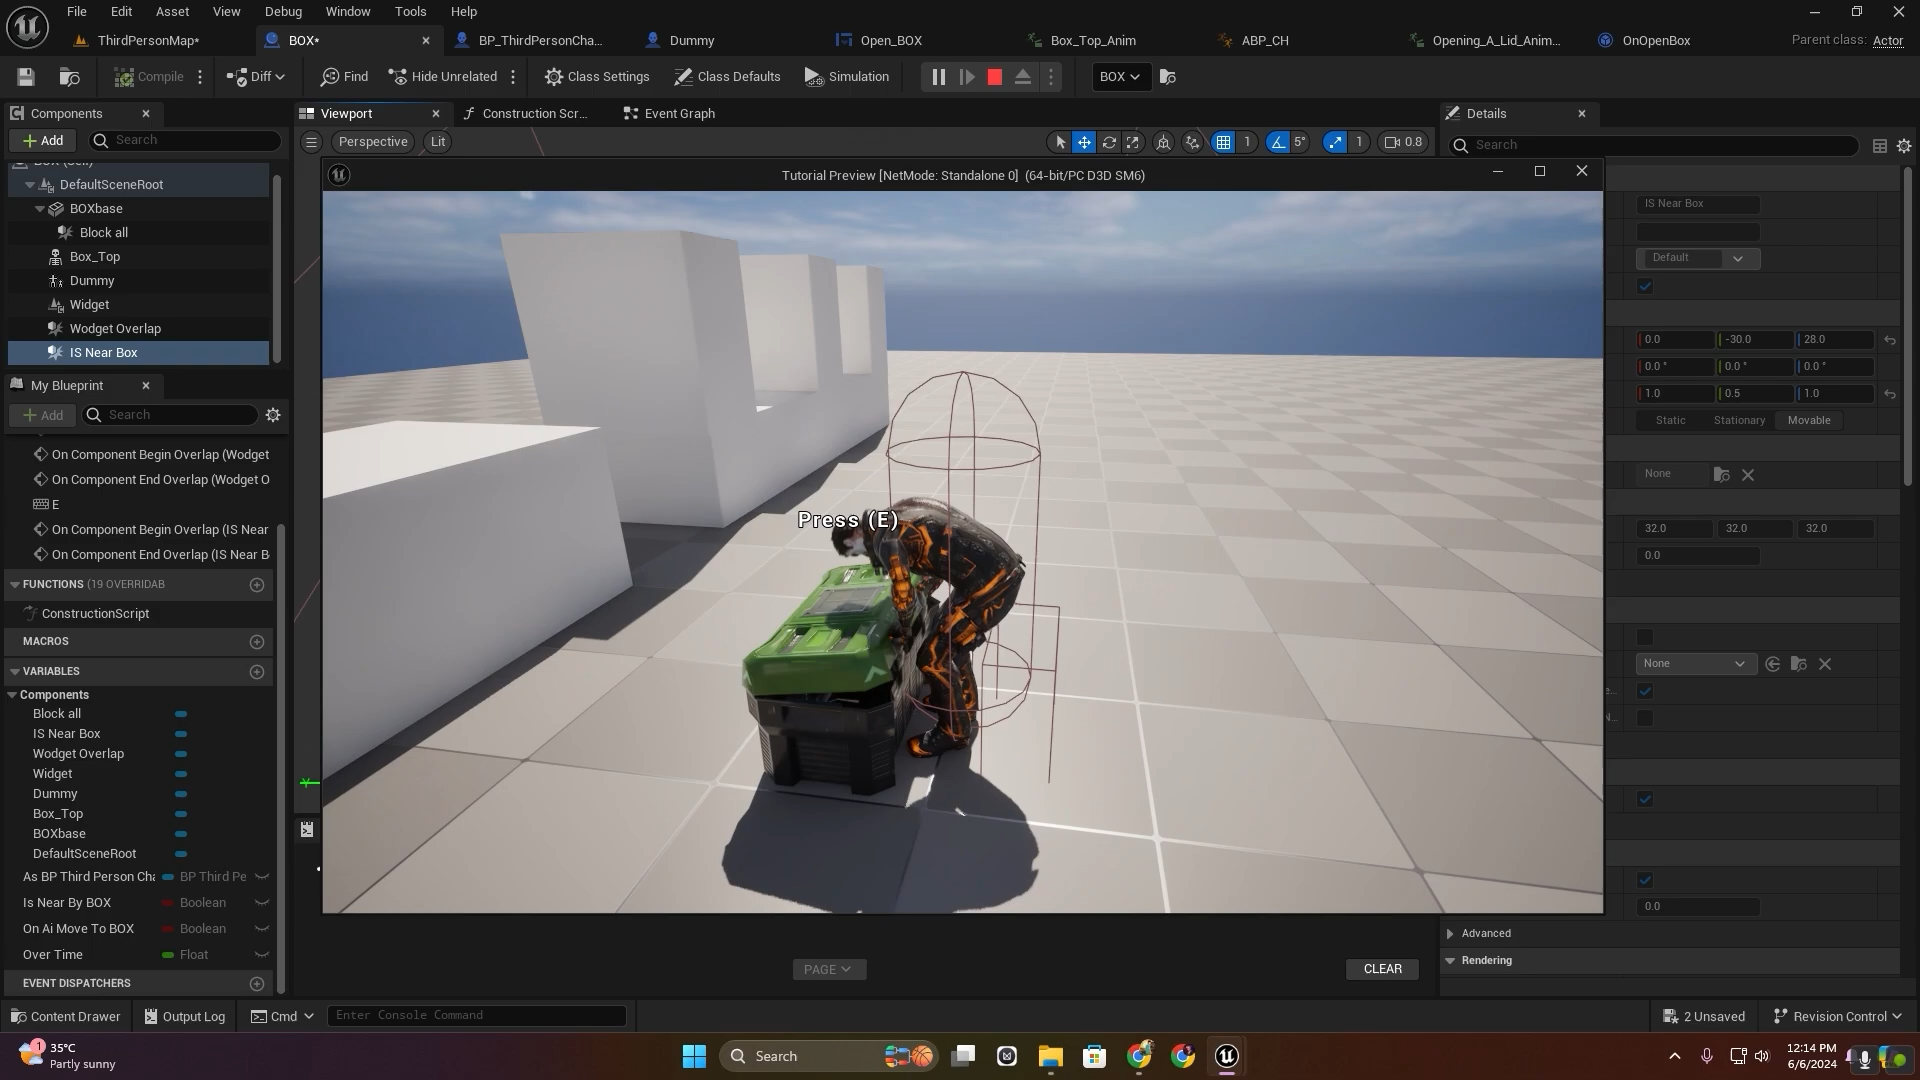 File Edit Asset View Debug Window Tools Help
ThirdPersonMap* BOX* BP_ThirdPersonCha... Dummy Open_BOX Box_Top_Anim ABP_CH Opening_A_Lid_Anim... OnOpenBox Parent class: Actor
Compile Diff Find Hide Unrelated Class Settings Class Defaults Simulation BOX
Components Viewport Construction Scr... Event Graph Details
Add Search Perspective Lit 1 5° 1 0.8 Search
DefaultSceneRoot
BOXbase
Block all
Box_Top
Dummy
Widget
Wodget Overlap
IS Near Box
Tutorial Preview [NetMode: Standalone 0] (64-bit/PC D3D SM6)
Press (E)
My Blueprint
Add Search
On Component Begin Overlap (Wodget
On Component End Overlap (Wodget O
E
On Component Begin Overlap (IS Near
On Component End Overlap (IS Near B
FUNCTIONS (19 OVERRIDAB
ConstructionScript
MACROS
VARIABLES
Components
Block all
IS Near Box
Wodget Overlap
Widget
Dummy
Box_Top
BOXbase
DefaultSceneRoot
As BP Third Person Cha BP Third Pe
Is Near By BOX Boolean
On Ai Move To BOX Boolean
Over Time Float
EVENT DISPATCHERS
IS Near Box
Default
0.0 -30.0 28.0
0.0 ° 0.0 ° 0.0 °
1.0 0.5 1.0
Static Stationary Movable
None
32.0 32.0 32.0
0.0
None
0.0
Advanced
Rendering
PAGE CLEAR
Content Drawer Output Log Cmd Enter Console Command 2 Unsaved Revision Control
1 35°C
Partly sunny
Search
12:14 PM
6/6/2024